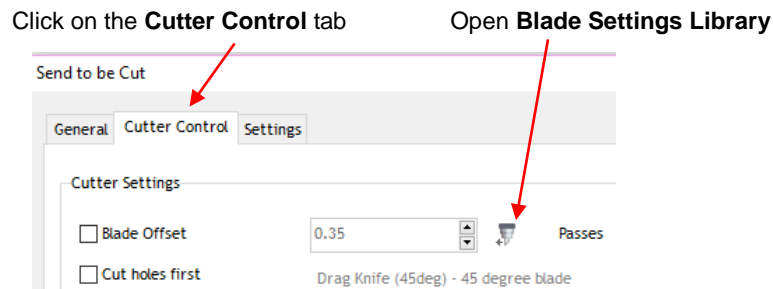 Click on the Cutter Control tab
Open Blade Settings Library
Send to be Cut
General Cutter Control Settings
Cutter Settings
Blade Offset 0.35 Passes
Cut holes first Drag Knife (45deg) - 45 degree blade